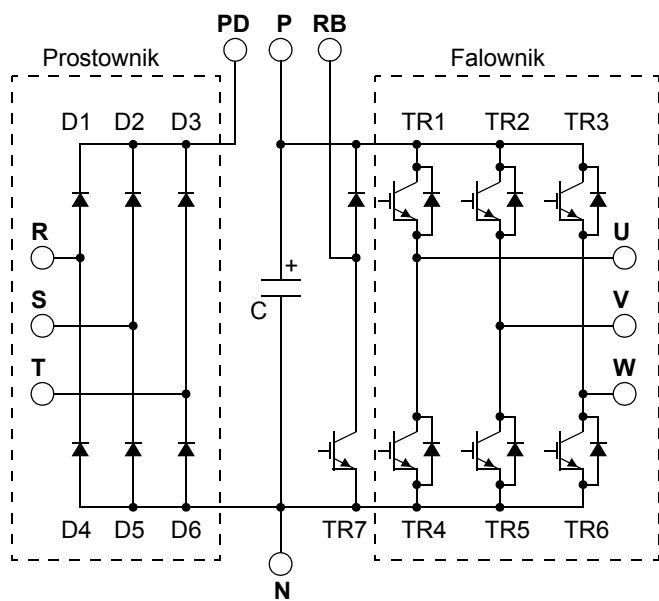 PD P RB
Prostownik Falownik
D1 D2 D3 TR1 TR2 TR3
R U
S + V
C
T W
D4 D5 D6 TR7 TR4 TR5 TR6
N